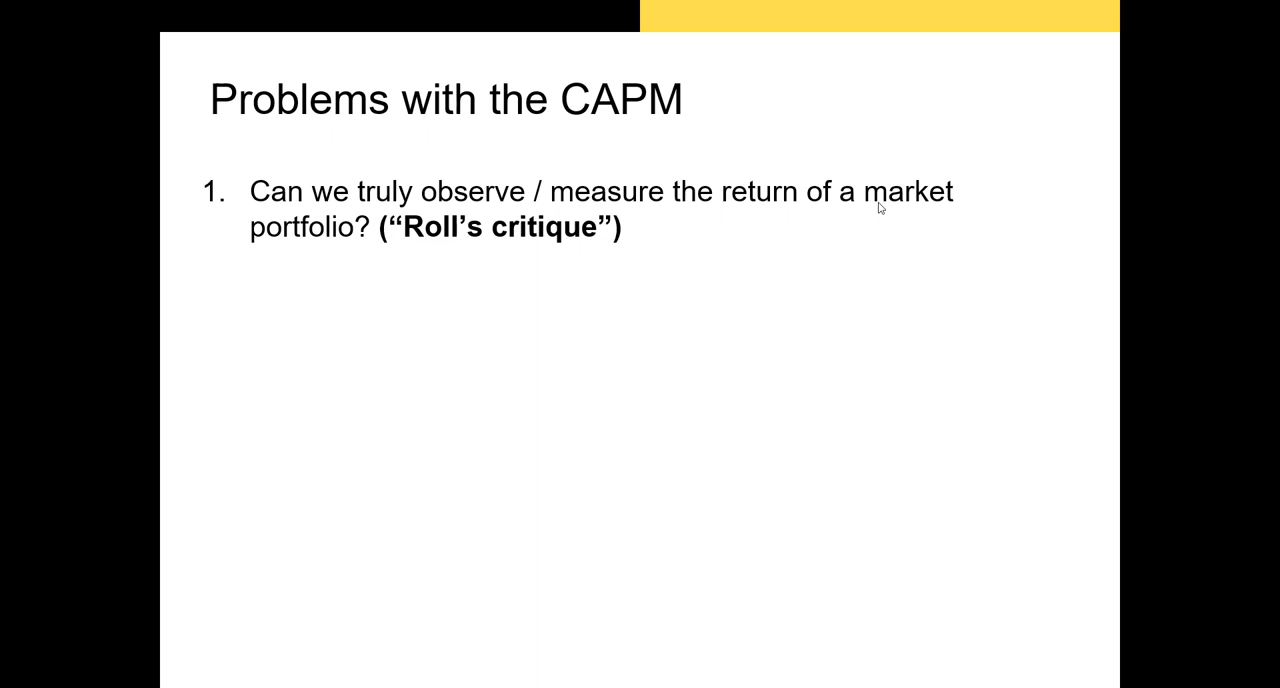 Problems with the CAPM
1. Can we truly observe / measure the return of a market
portfolio? (“Roll’s critique”)